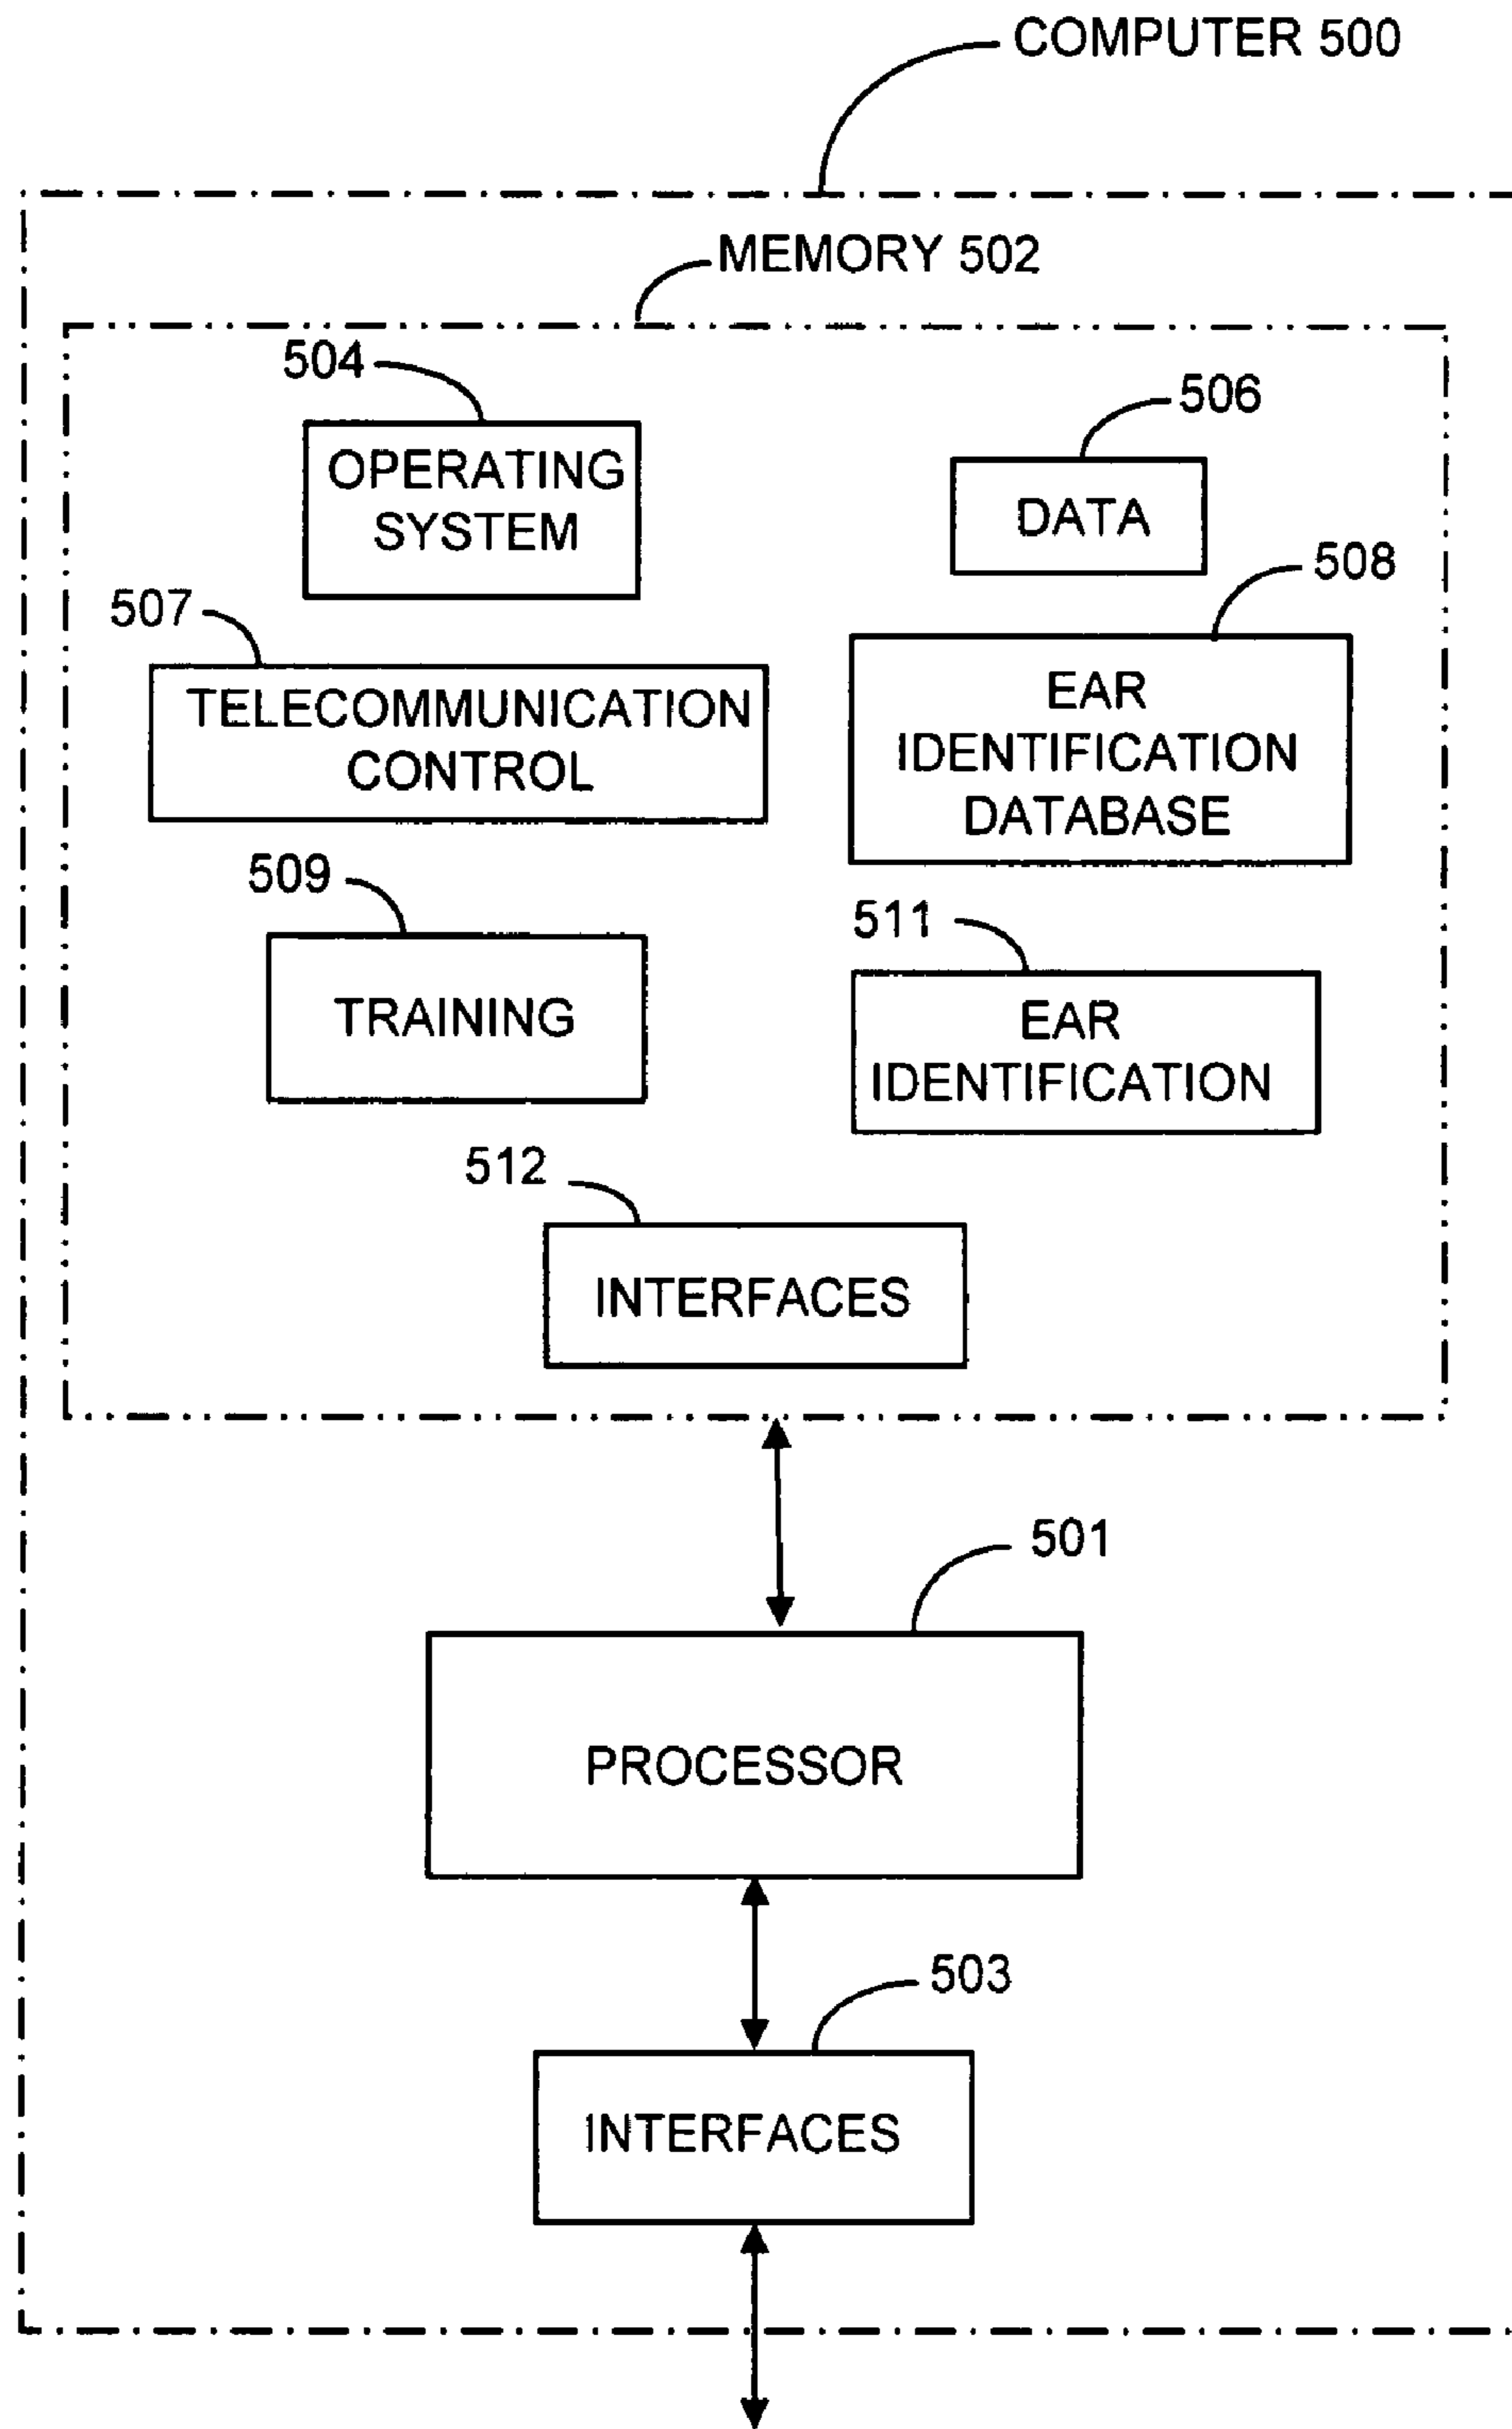 COMPUTER 500
MEMORY 502
504
OPERATING
SYSTEM
506
DATA
507
TELECOMMUNICATION
CONTROL
508
EAR
IDENTIFICATION
DATABASE
509
TRAINING
511
EAR
IDENTIFICATION
512
INTERFACES
501
PROCESSOR
503
INTERFACES